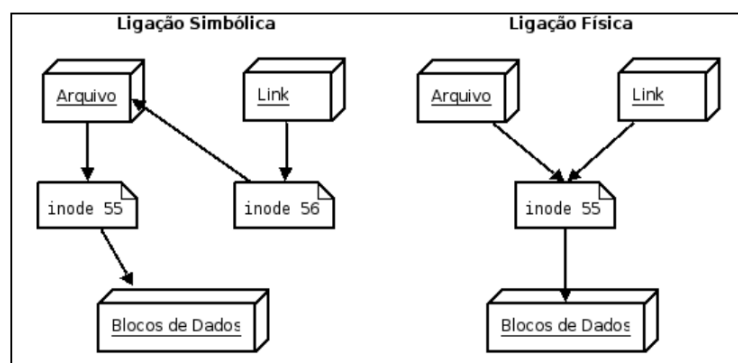 Ligação Simbólica
Ligação Física
Arquivo
Link
Arquivo
Link
inode 55
inode 56
inode 55
Blocos de Dados
Blocos de Dados